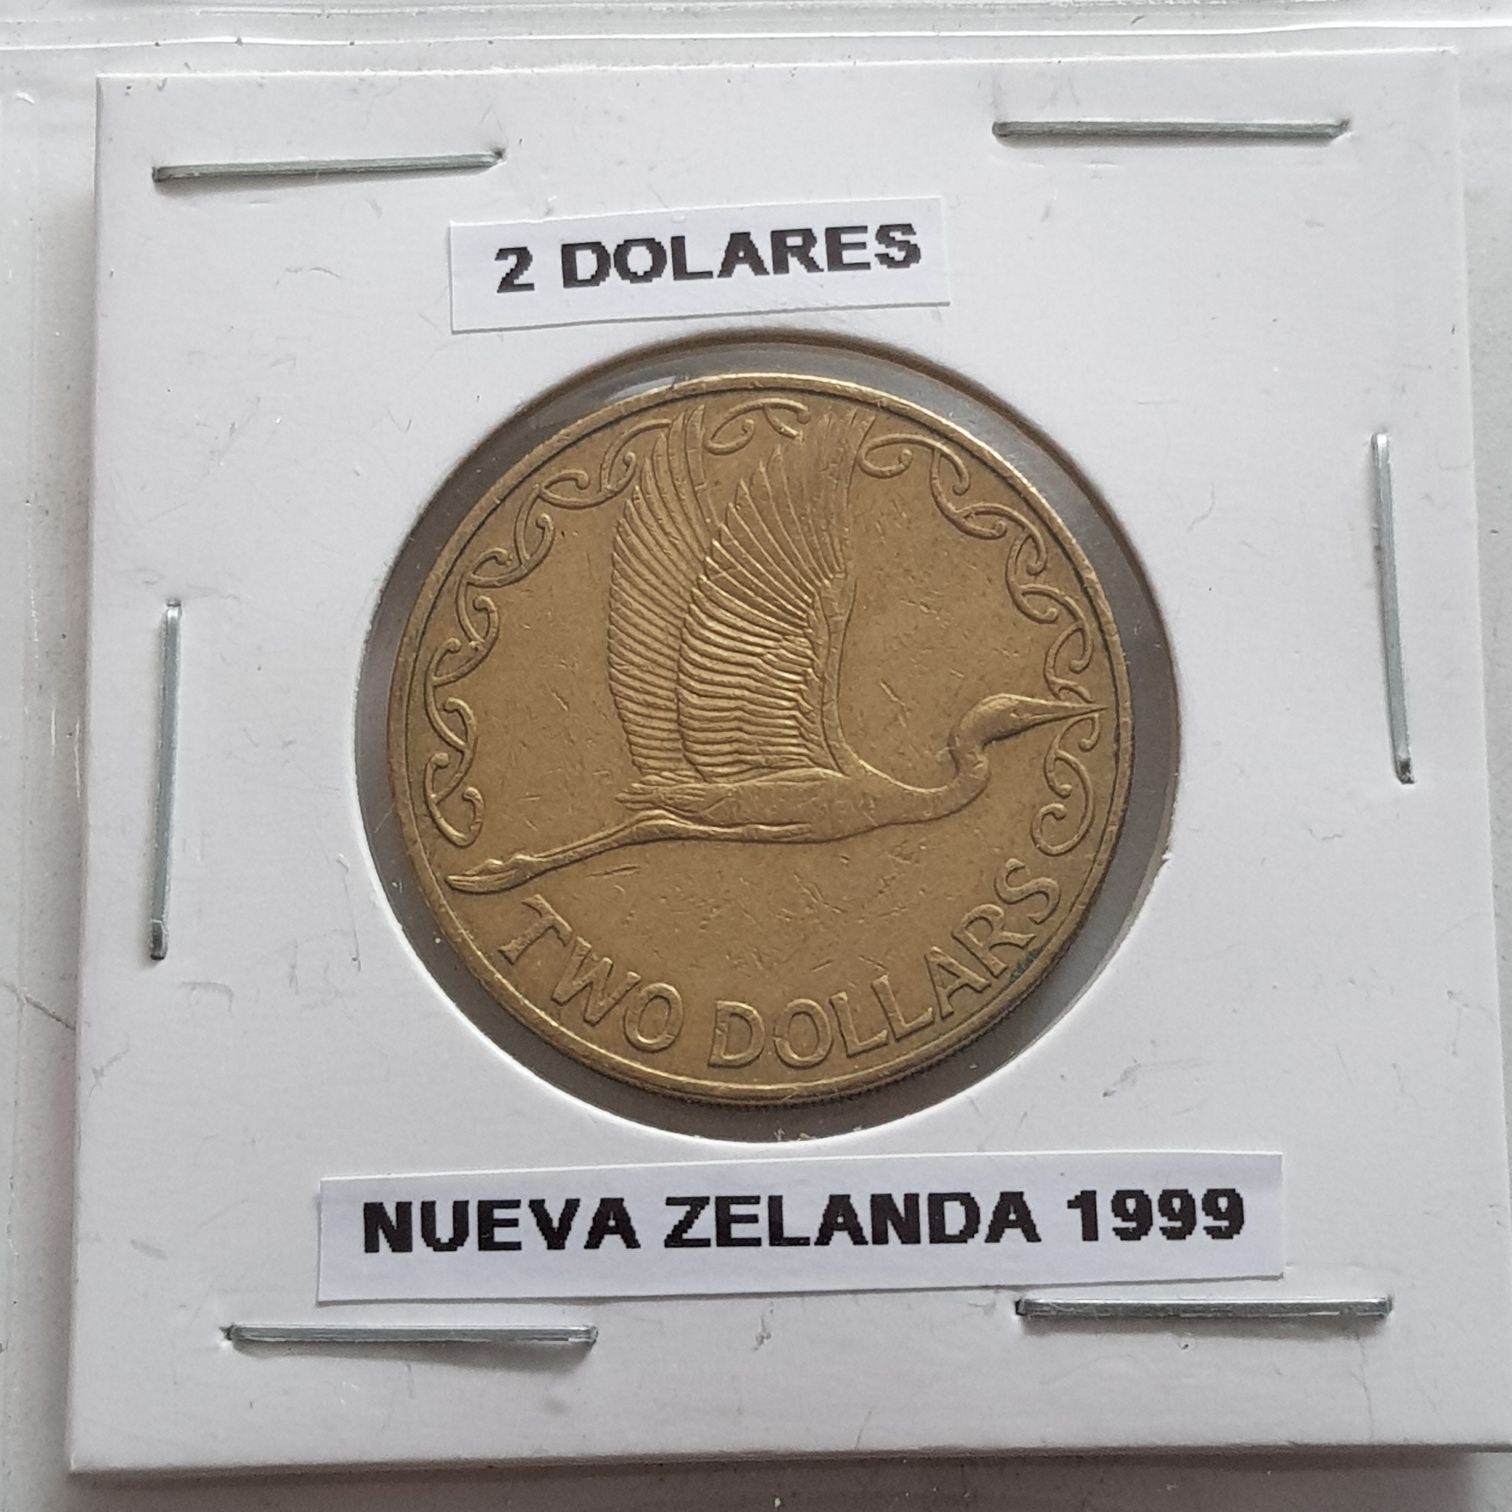 2 DOLARES
TWO DOLLARS
NUEVA ZELANDA 1999